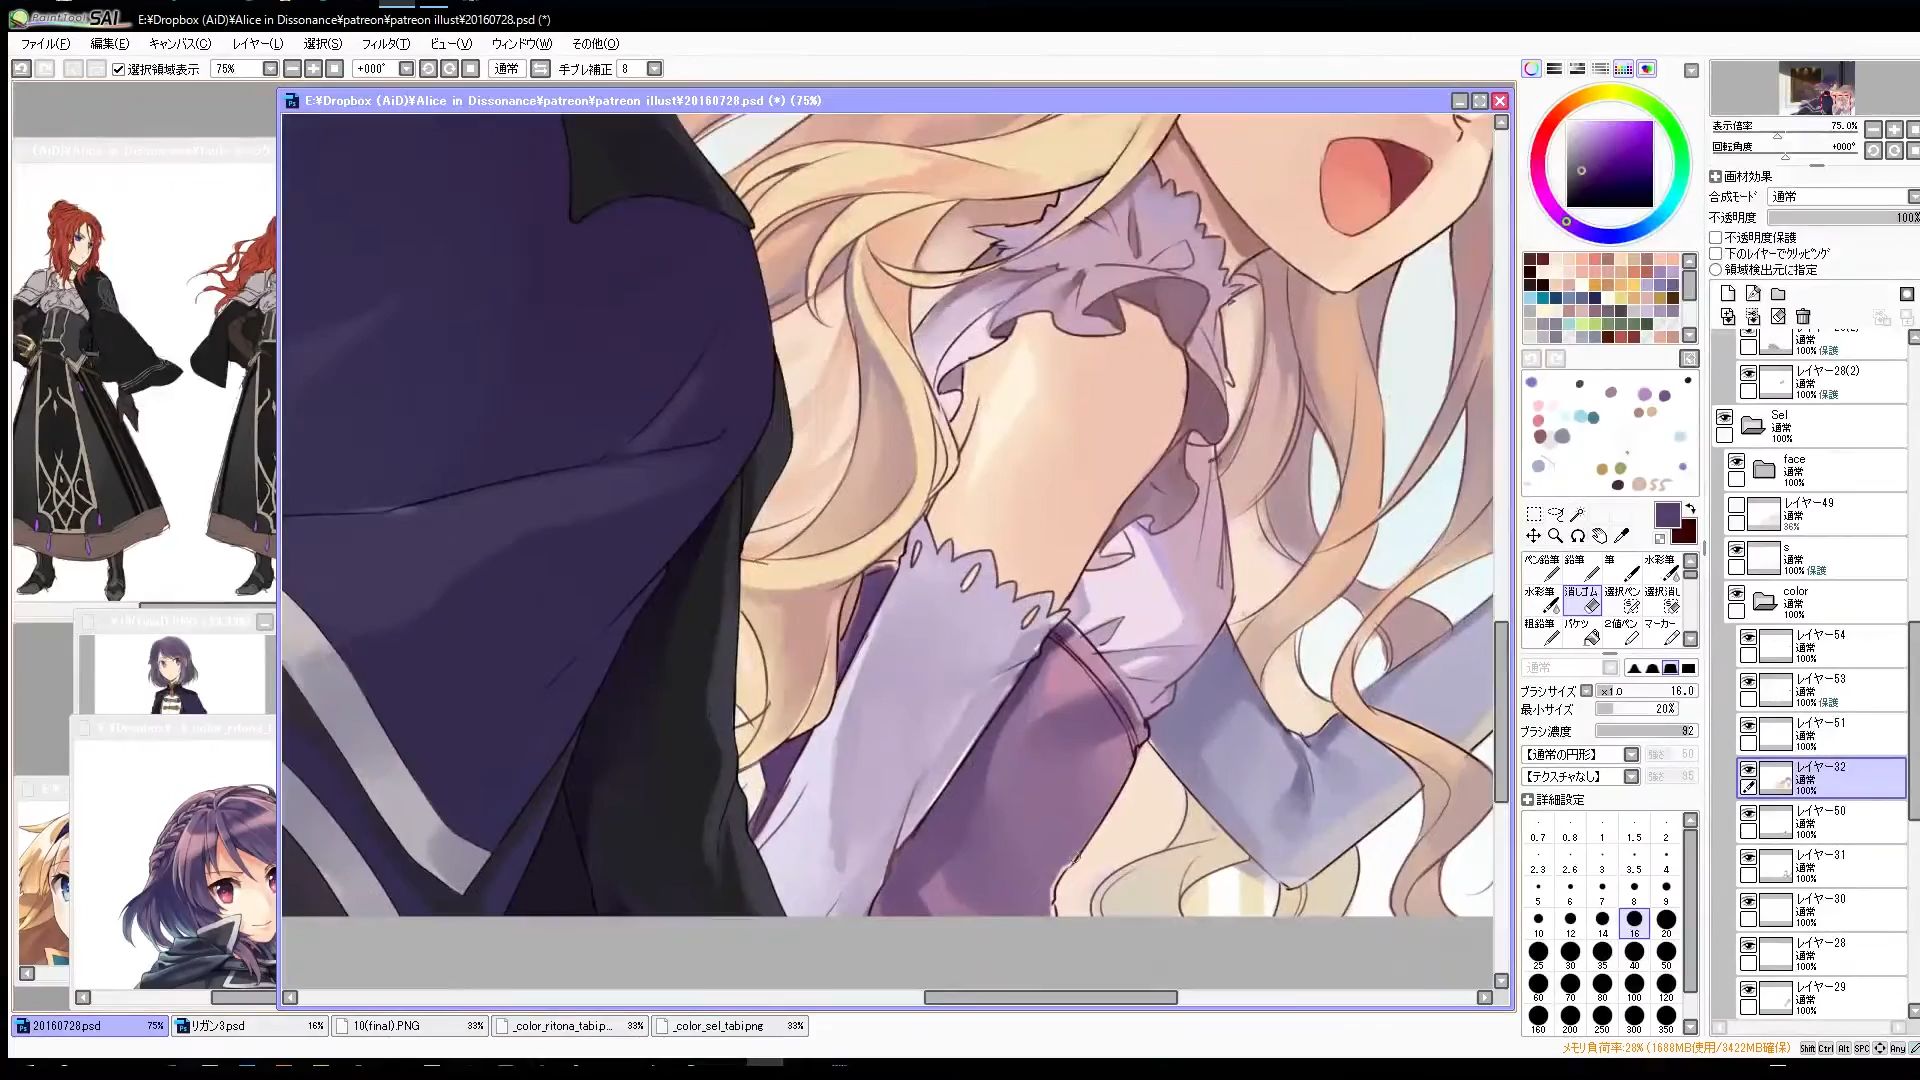 PaintTool SAI E:¥Dropbox (AiD)¥Alice in Dissonance¥patreon¥patreon illust¥20160728.psd (*)
ファイル(F) 編集(E) キャンバス(C) レイヤー(L) 選択(S) フィルタ(T) ビュー(V) ウィンドウ(W) その他(O)
選択領域表示 75% +000° 通常 手ブレ補正 8
E:¥Dropbox (AiD)¥Alice in Dissonance¥patreon¥patreon illust¥20160728.psd (*) (75%)
表示倍率 75.0%
回転角度 +000°
画材効果
合成モード 通常
不透明度 100%
不透明度保護
下のレイヤーでクリッピング
領域検出元に指定
通常
100% 保護
レイヤー28(2)
通常
100% 保護
Sel
通常
100%
face
通常
100%
レイヤー49
通常
36%
s
通常
100% 保護
color
通常
100%
レイヤー54
通常
100%
レイヤー53
通常
100% 保護
レイヤー51
通常
100%
レイヤー32
通常
100%
レイヤー50
通常
100%
レイヤー31
通常
100%
レイヤー30
通常
100%
レイヤー28
通常
100%
レイヤー29
通常
100%
ペン鉛筆 鉛筆 筆 水彩筆
水彩筆 消しゴム 選択ペン 選択消し
粗鉛筆 バケツ 2値ペン マーカー
通常
ブラシサイズ x1.0 16.0
最小サイズ 20%
ブラシ濃度 92
【通常の円形】 強さ 50
【テクスチャなし】 強さ 95
詳細設定
0.7 0.8 1 1.5 2
2.3 2.6 3 3.5 4
5 6 7 8 9
10 12 14 16 20
25 30 35 40 50
60 70 80 100 120
160 200 250 300 350
20160728.psd 75% リガン3.psd 16% 10(final).PNG 33% _color_ritona_tabi.p... 33% _color_sel_tabi.png 33%
メモリ負荷率:28% (1688MB使用/3422MB確保) Shift Ctrl Alt SPC Any